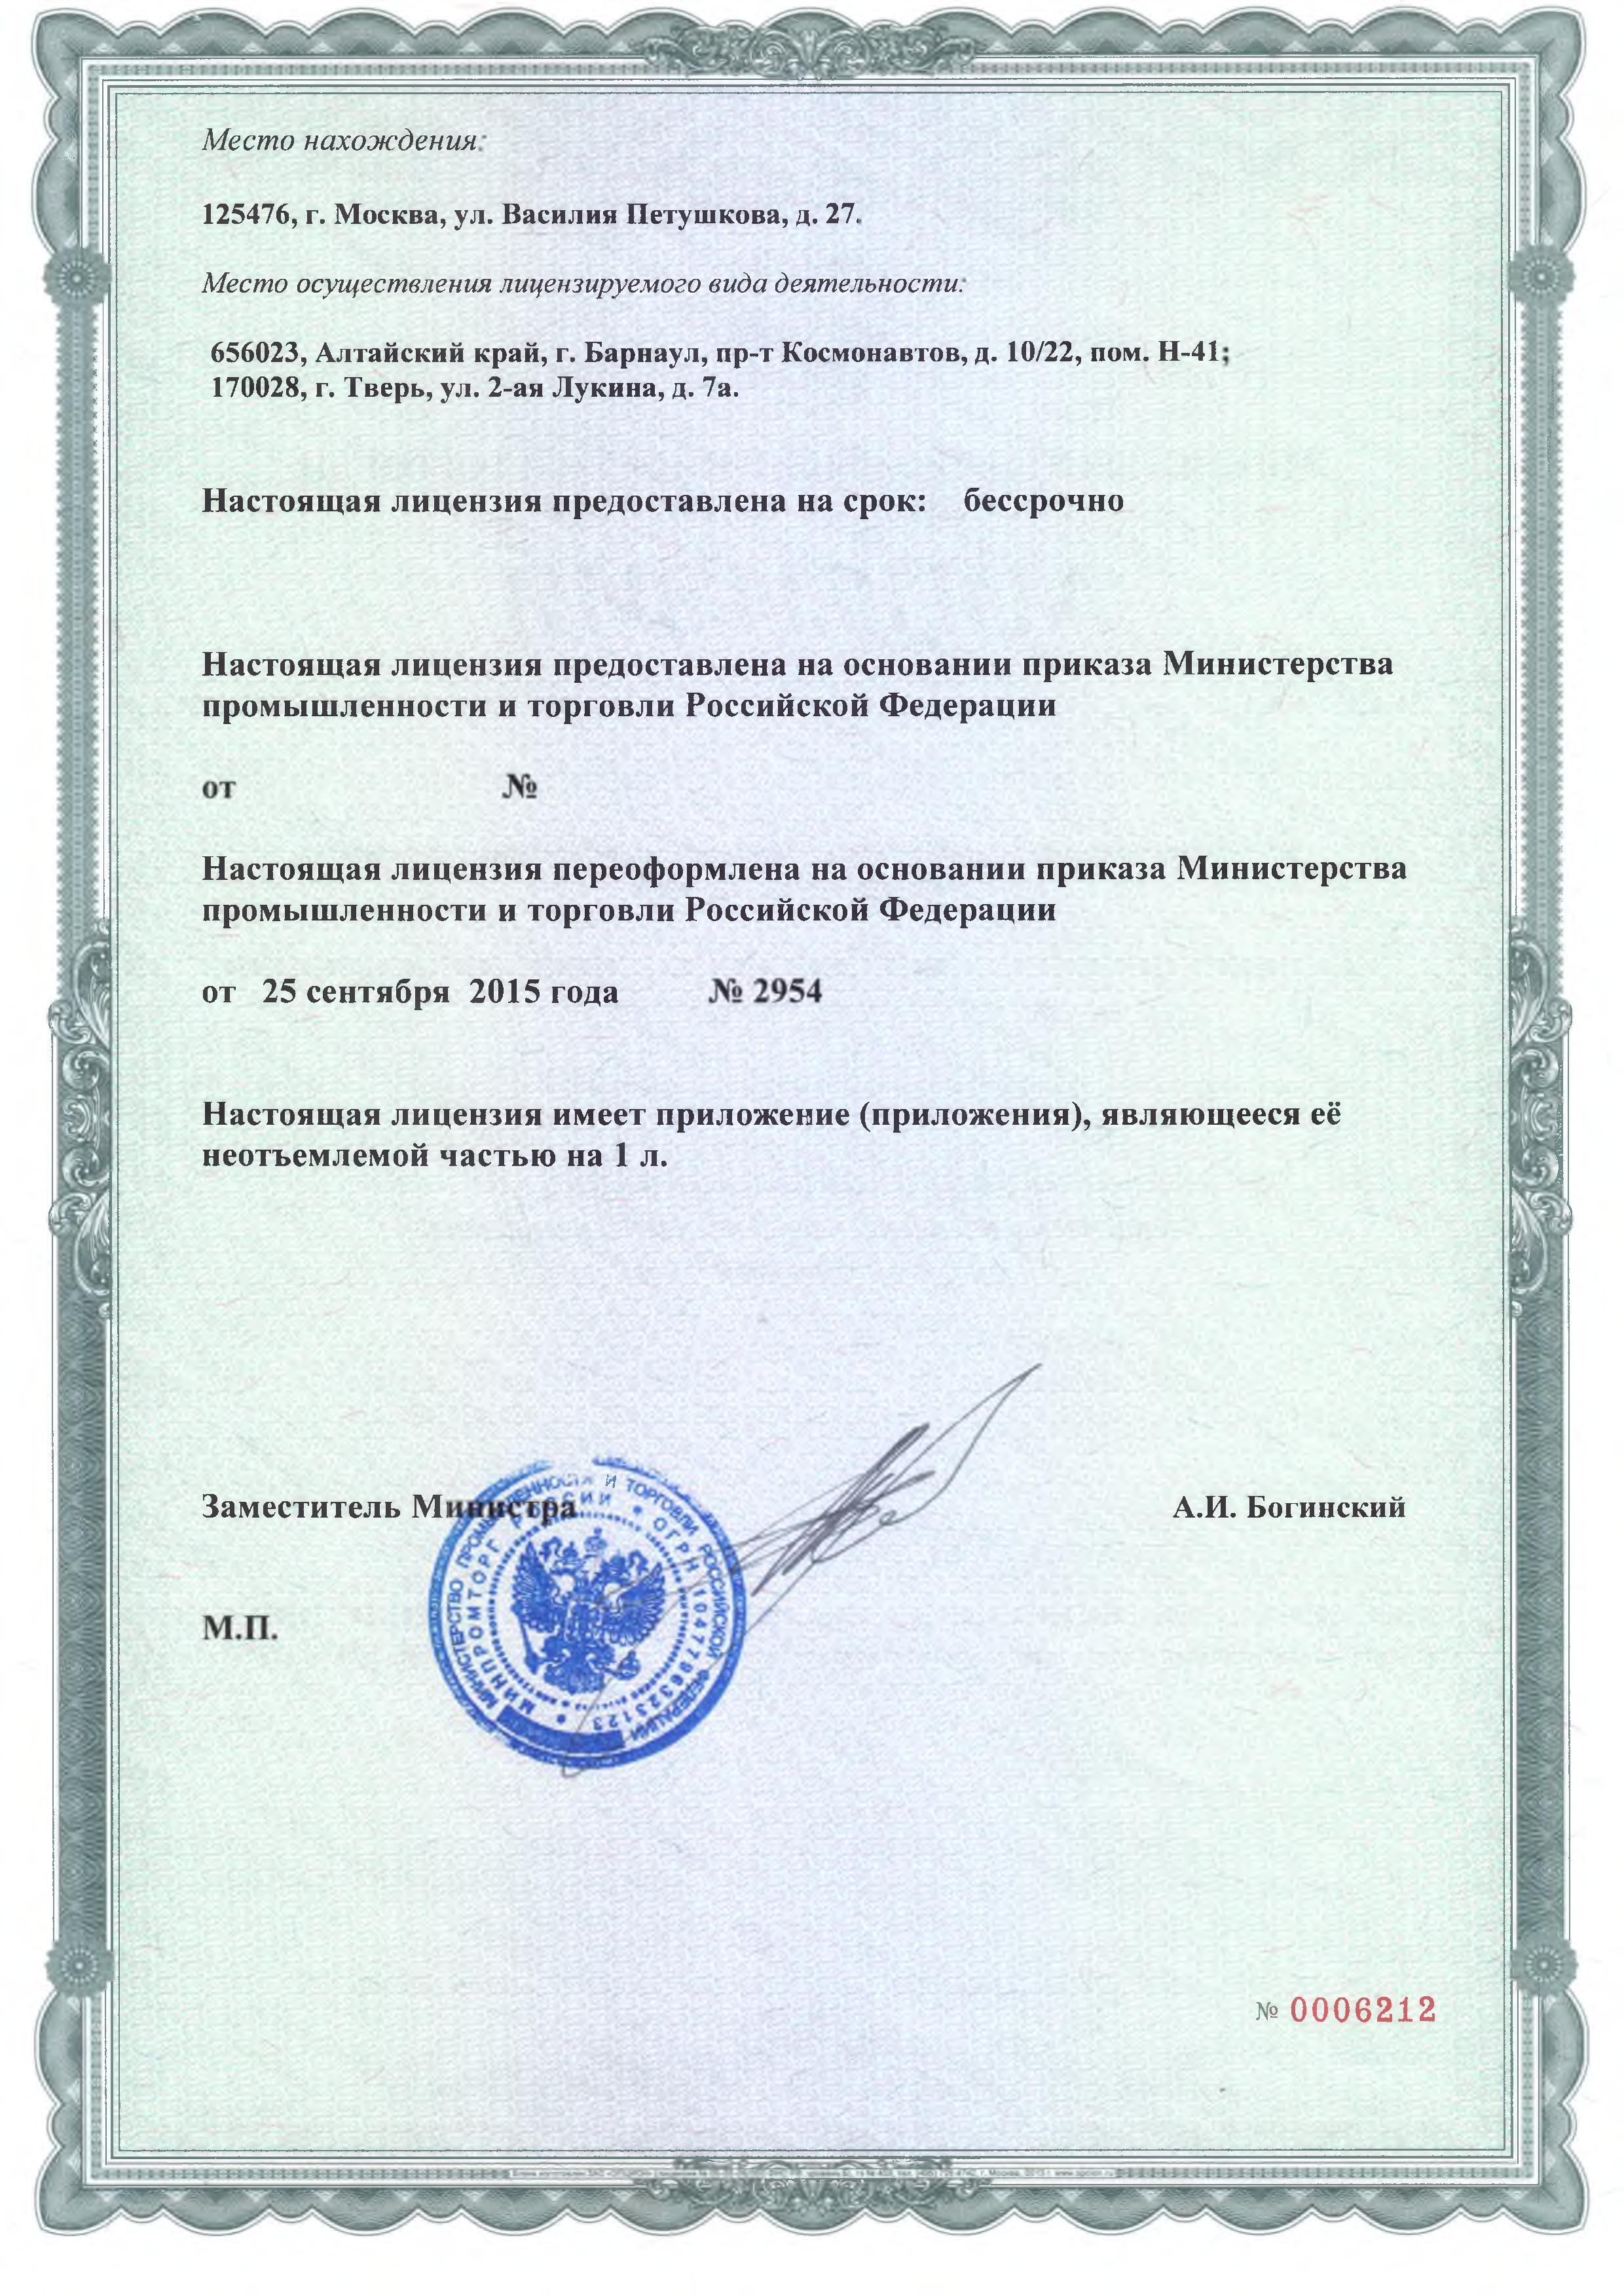 Место нахождения:
125476, г. Москва, ул. Василия Петушкова, д. 27.
Место осуществления лицензируемого вида деятельности:
656023, Алтайский край, г. Барнаул, пр-т Космонавтов, д. 10/22, пом. Н-41;
170028, г. Тверь, ул. 2-ая Лукина, д. 7а.
Настоящая лицензия предоставлена на срок: бессрочно
Настоящая лицензия предоставлена на основании приказа Министерства
промышленности и торговли Российской Федерации
от №
Настоящая лицензия переоформлена на основании приказа Министерства
промышленности и торговли Российской Федерации
от 25 сентября 2015 года № 2954
Настоящая лицензия имеет приложение (приложения), являющееся её
неотъемлемой частью на 1 л.
Заместитель Министра А.И. Богинский
М.П.
МИНИСТЕРСТВО ПРОМЫШЛЕННОСТИ И ТОРГОВЛИ РОССИЙСКОЙ ФЕДЕРАЦИИ
МИНПРОМТОРГ РОССИИ * ОГРН 1047796323123
№ 0006212